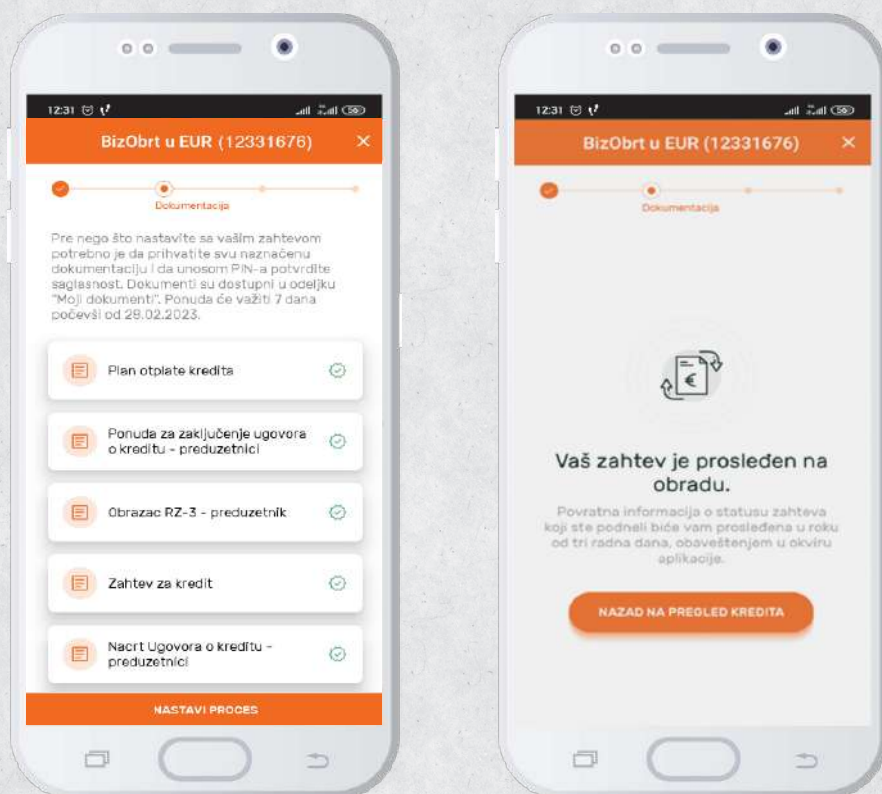 12:31
56
BizObrt u EUR (12331676)
Dokumentacija
Pre nego što nastavite sa vašim zahtevom
potrebno je da prihvatite svu naznačenu
dokumentaciju i da unosom PIN-a potvrdite
saglasnost. Dokumenti su dostupni u odeljku
"Moji dokumenti". Ponuda će važiti 7 dana
počevši od 28.02.2023.
Plan otplate kredita
Ponuda za zaključenje ugovora
o kreditu - preduzetnici
Obrazac RZ-3 - preduzetnik
Zahtev za kredit
Nacrt Ugovora o kreditu -
preduzetnici
NASTAVI PROCES
12:31
56
BizObrt u EUR (12331676)
Dokumentacija
€
Vaš zahtev je prosleđen na
obradu.
Povratna informacija o statusu zahteva
koji ste podneli biće vam prosleđena u roku
od tri radna dana, obaveštenjem u okviru
aplikacije.
NAZAD NA PREGLED KREDITA